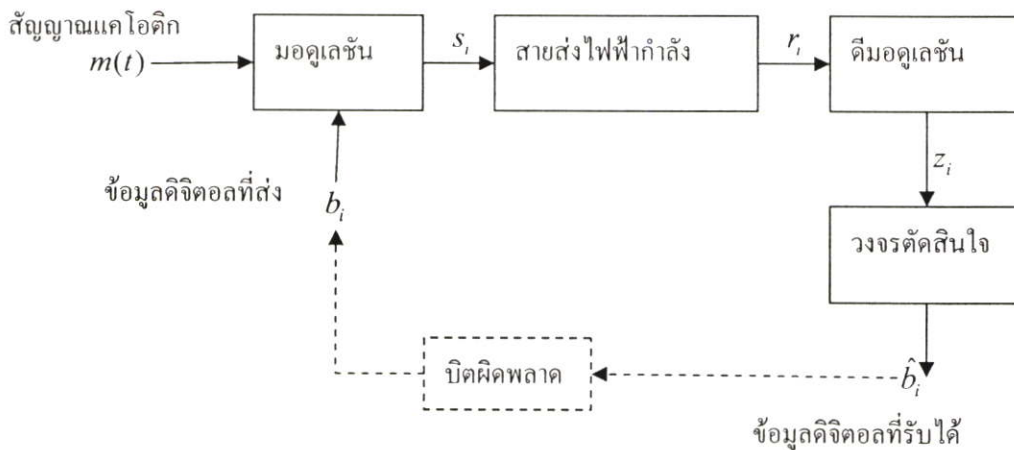 สัญญาณแคโอติก
m(t)
มอดูเลชัน
s_i
สายส่งไฟฟ้ากำลัง
r_i
ดีมอดูเลชัน
z_i
ข้อมูลดิจิตอลที่ส่ง
b_i
วงจรตัดสินใจ
บิตผิดพลาด
b̂_i
ข้อมูลดิจิตอลที่รับได้